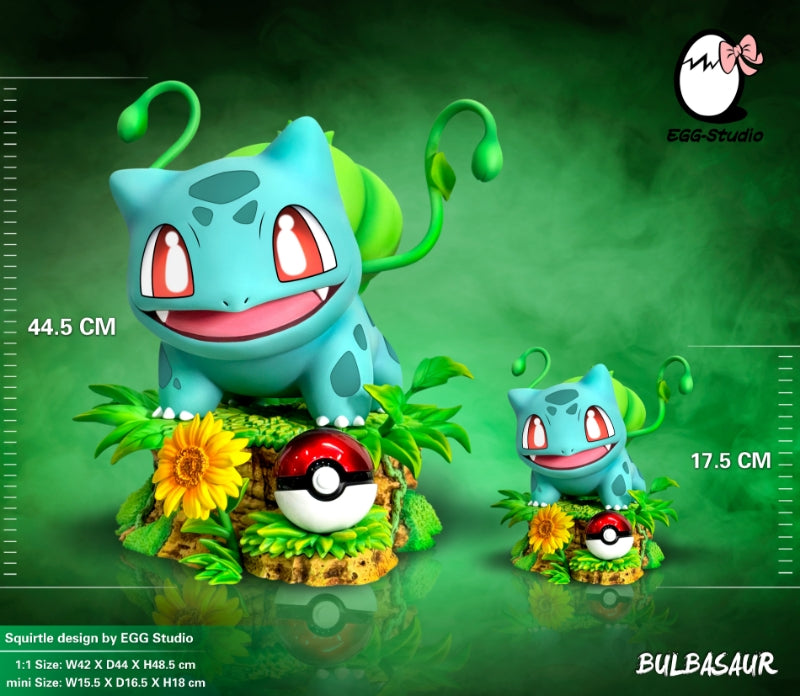 EGG-Studio
44.5 CM
17.5 CM
Squirtle design by EGG Studio
1:1 Size: W42 X D44 X H48.5 cm
mini Size: W15.5 X D16.5 X H18 cm
BULBASAUR